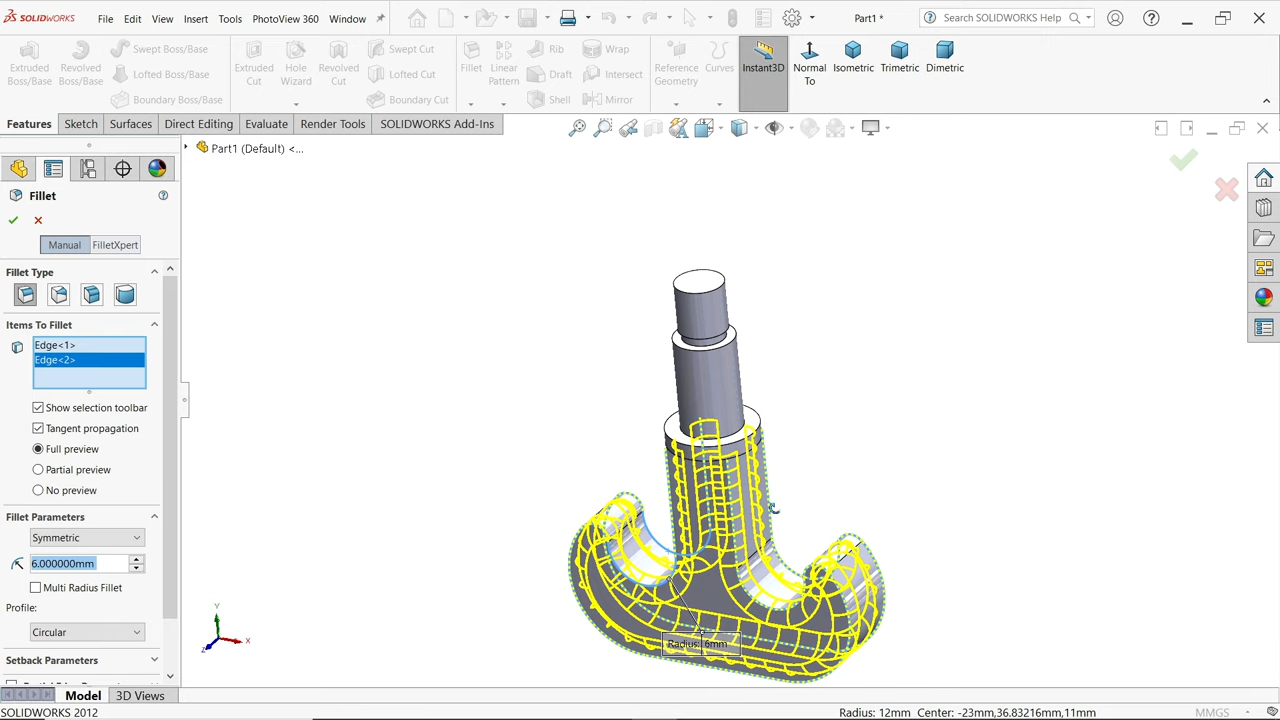 SOLIDWORKS File Edit View Insert Tools PhotoView 360 Window Part1 * Search SOLIDWORKS Help
Extruded Boss/Base Revolved Boss/Base Swept Boss/Base Lofted Boss/Base Boundary Boss/Base Extruded Cut Hole Wizard Revolved Cut Swept Cut Lofted Cut Boundary Cut Fillet Linear Pattern Rib Draft Shell Wrap Intersect Mirror Reference Geometry Curves Instant3D Normal To Isometric Trimetric Dimetric
Features Sketch Surfaces Direct Editing Evaluate Render Tools SOLIDWORKS Add-Ins
Part1 (Default) <...
Fillet
Manual FilletXpert
Fillet Type
Items To Fillet
Edge<1>
Edge<2>
Show selection toolbar
Tangent propagation
Full preview
Partial preview
No preview
Fillet Parameters
Symmetric
6.000000mm
Multi Radius Fillet
Profile:
Circular
Setback Parameters
Radius: 6mm
Y
X
Z
Model 3D Views
SOLIDWORKS 2012 Radius: 12mm Center: -23mm,36.83216mm,11mm MMGS